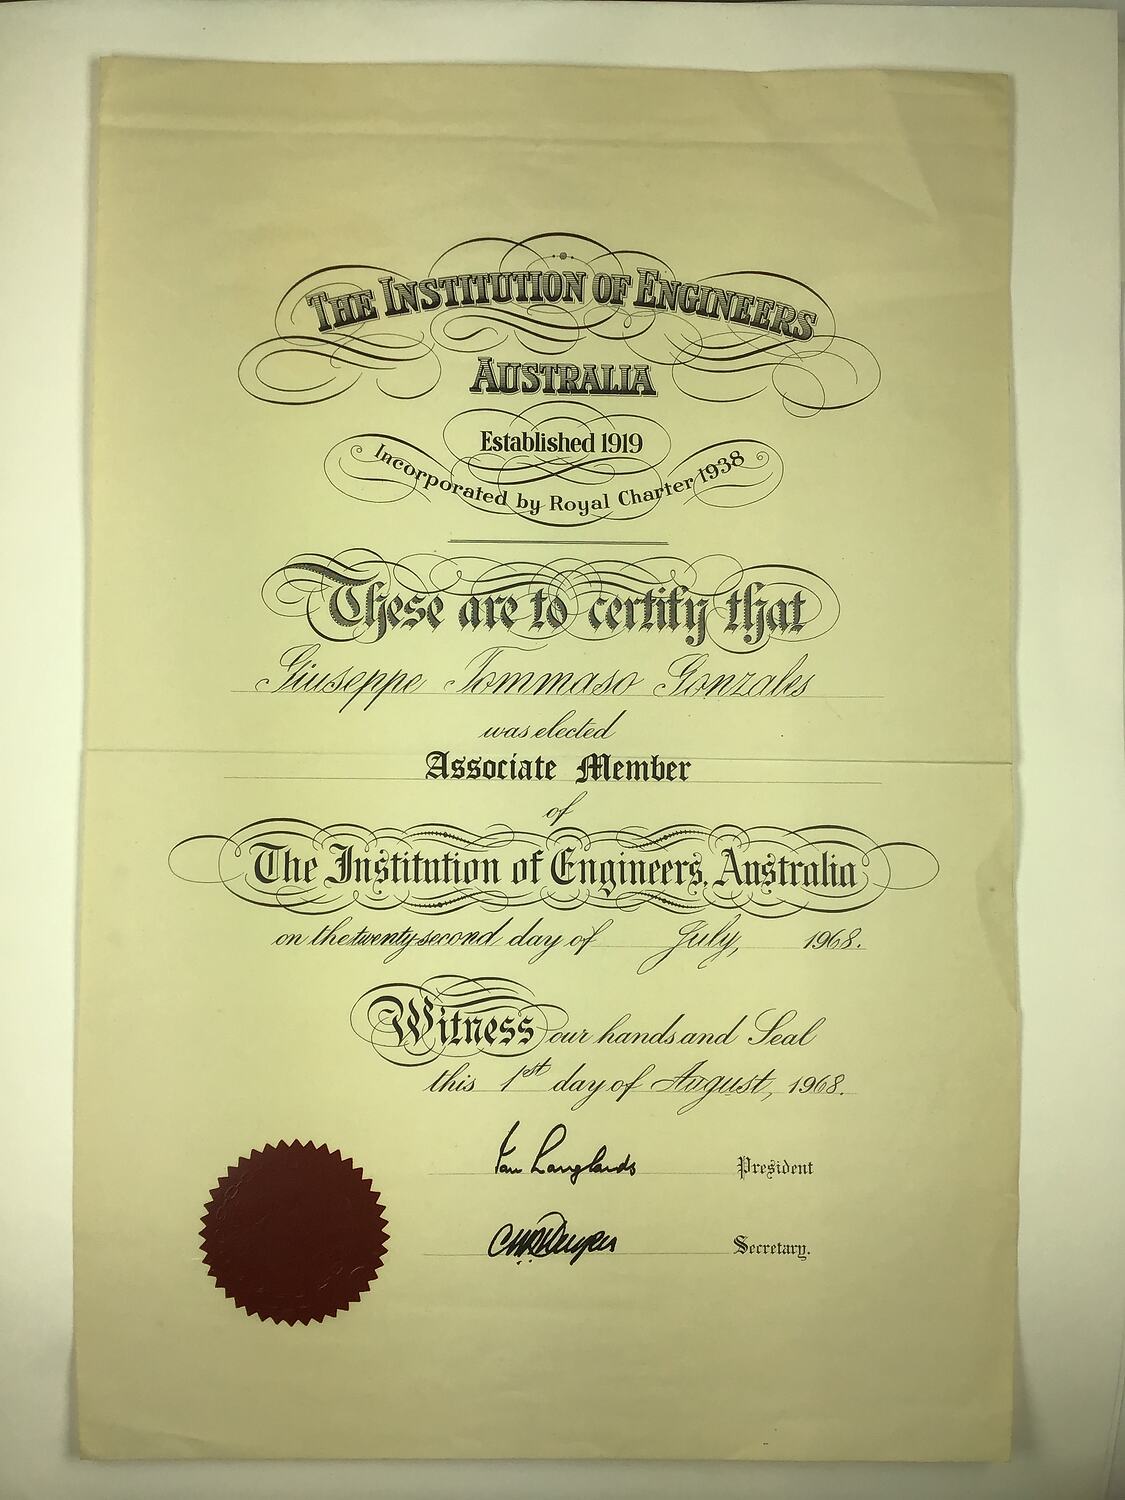 The Institution of Engineers
Australia
Established 1919
Incorporated by Royal Charter 1938
These are to certify that
Giuseppe Tommaso Gonzales
was elected
Associate Member
of
The Institution of Engineers, Australia
on the twenty-second day of July, 1968.
Witness our hands and Seal
this 1st day of August, 1968.
Ian Langlands President
Secretary.